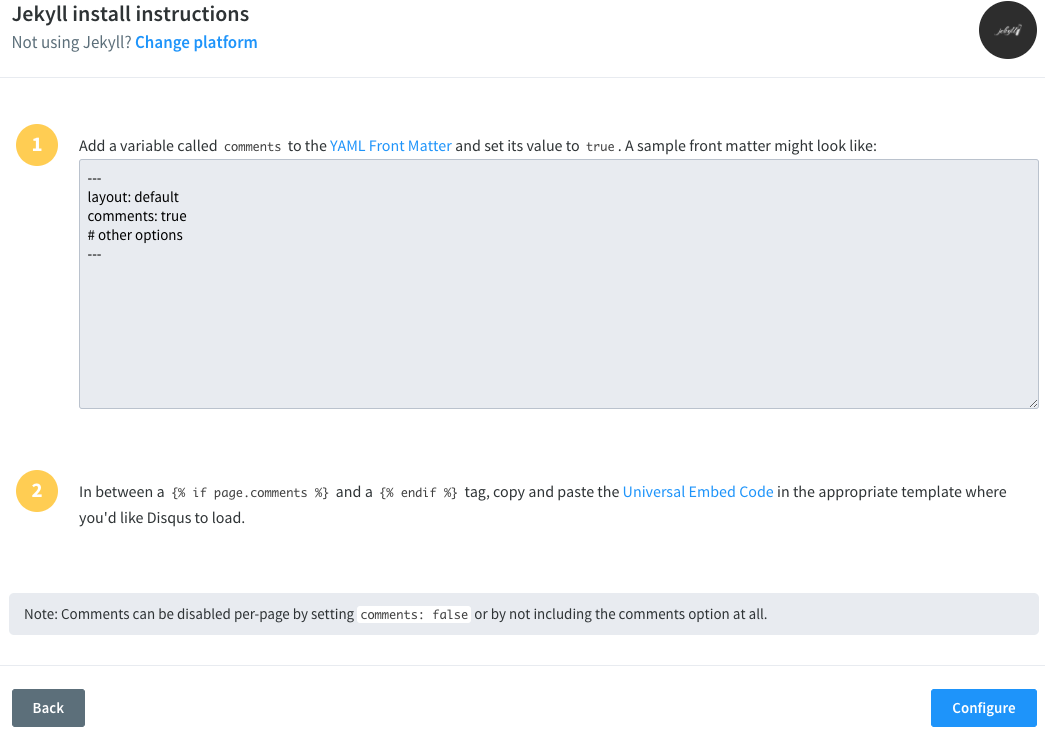 Jekyll install instructions
Not using Jekyll? Change platform
jekyll
1
Add a variable called comments to the YAML Front Matter and set its value to true. A sample front matter might look like:
---
layout: default
comments: true
# other options
---
2
In between a {% if page.comments %} and a {% endif %} tag, copy and paste the Universal Embed Code in the appropriate template where
you'd like Disqus to load.
Note: Comments can be disabled per-page by setting comments: false or by not including the comments option at all.
Back
Configure